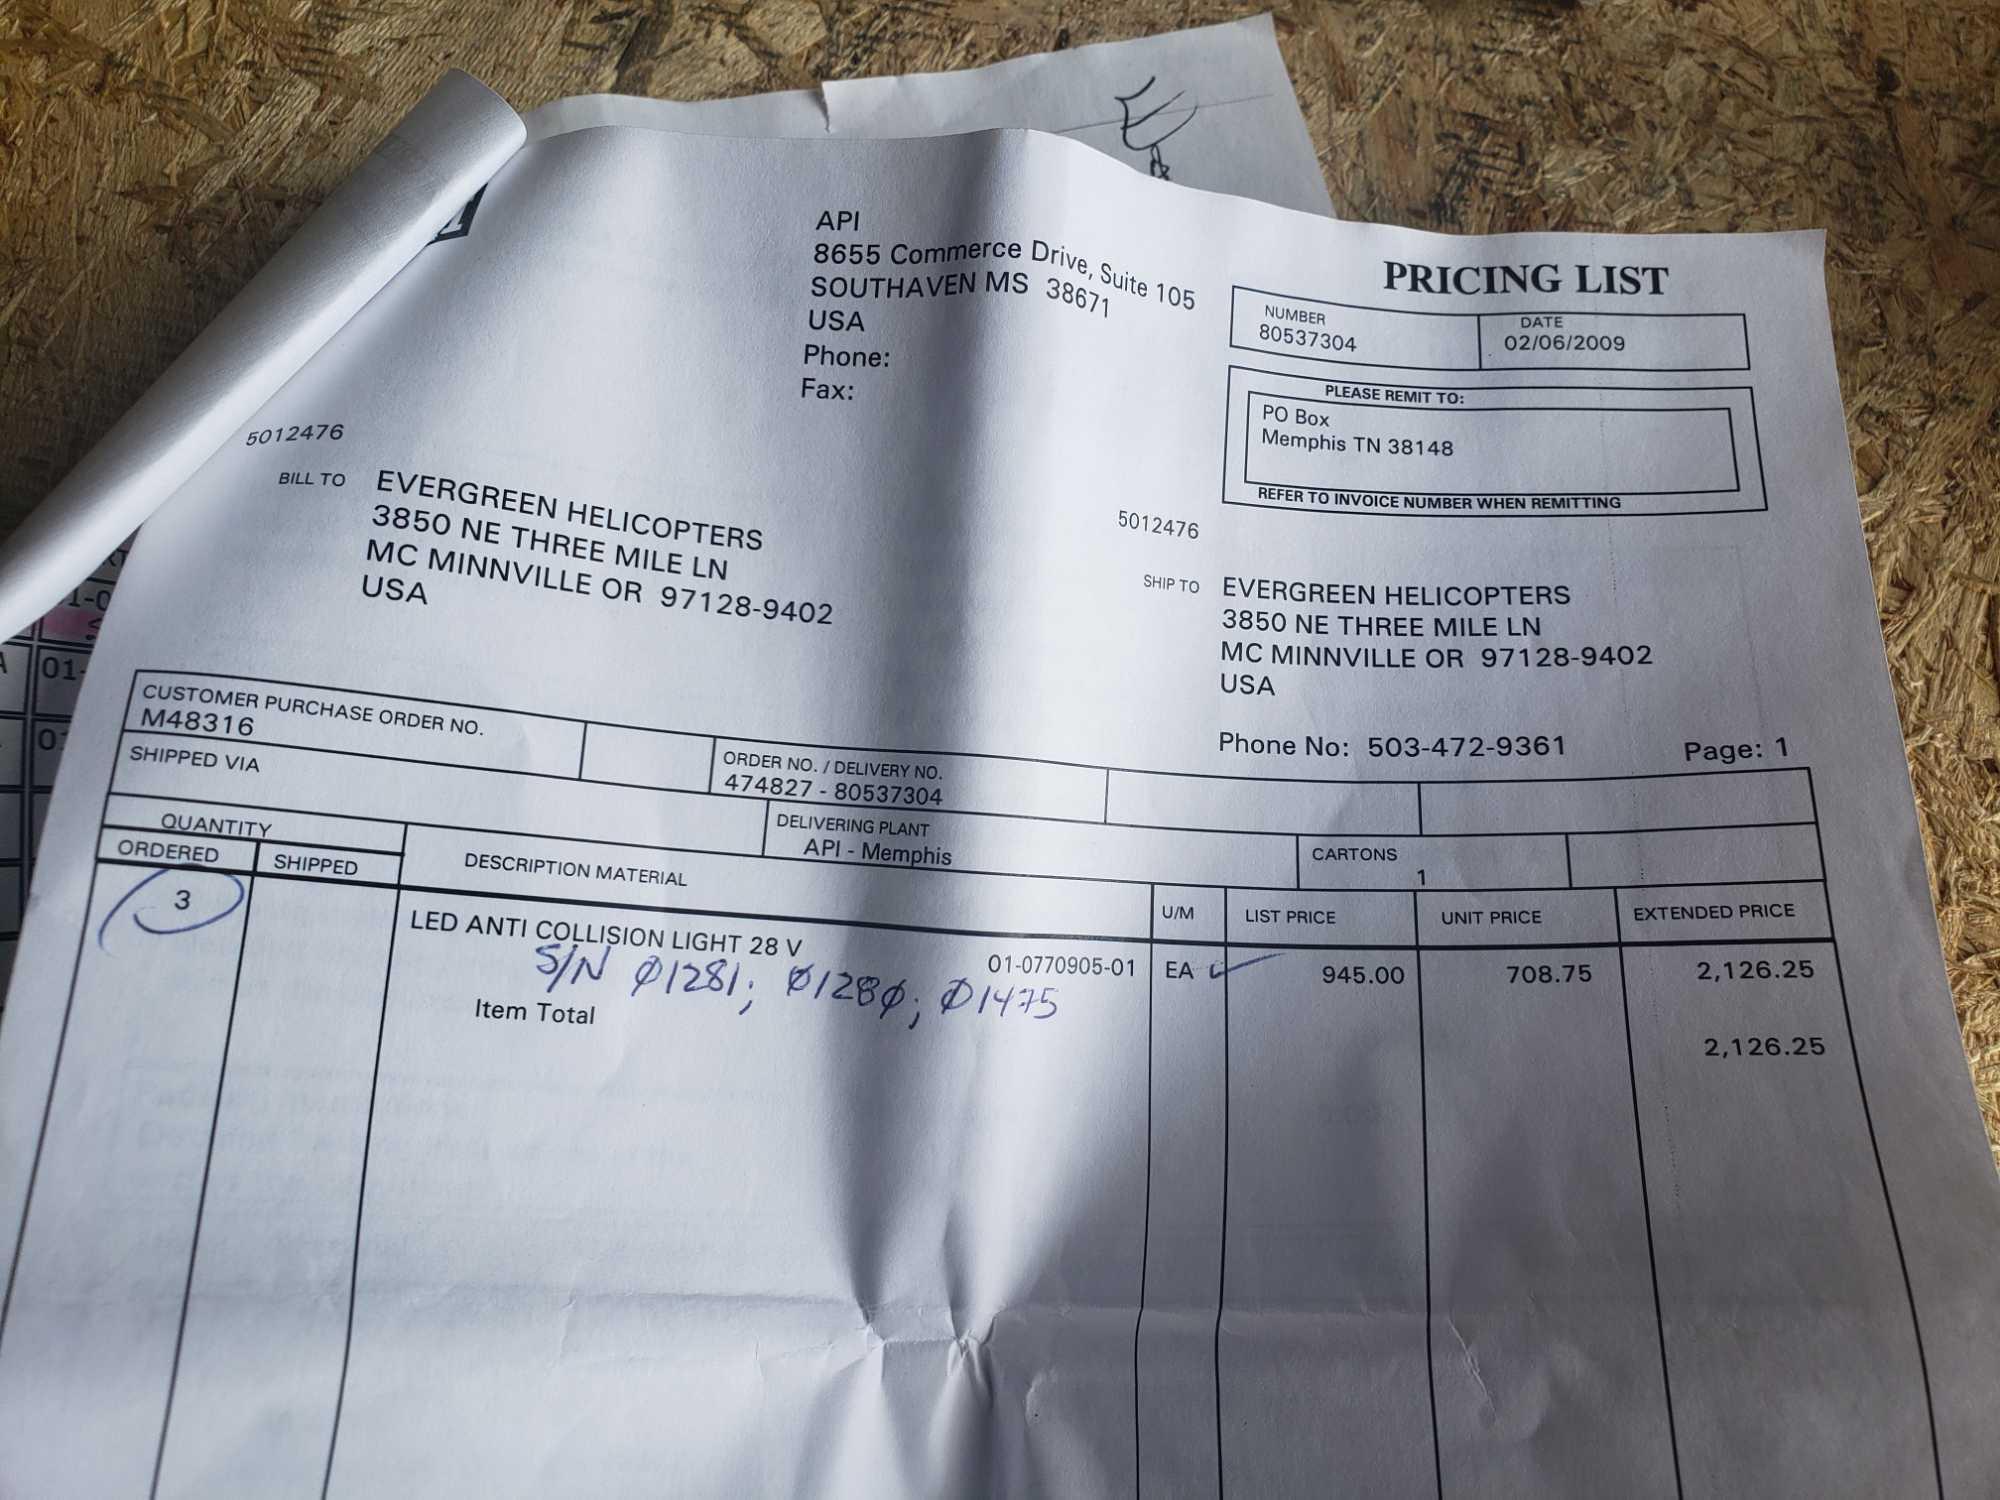 API
8655 Commerce Drive, Suite 105
SOUTHAVEN MS 38671
USA
Phone:
Fax:
PRICING LIST
NUMBER
80537304
DATE
02/06/2009
PLEASE REMIT TO:
PO Box
Memphis TN 38148
REFER TO INVOICE NUMBER WHEN REMITTING
5012476
BILL TO
EVERGREEN HELICOPTERS
3850 NE THREE MILE LN
MC MINNVILLE OR 97128-9402
USA
5012476
SHIP TO
EVERGREEN HELICOPTERS
3850 NE THREE MILE LN
MC MINNVILLE OR 97128-9402
USA
Phone No: 503-472-9361
Page: 1
CUSTOMER PURCHASE ORDER NO.
M48316
ORDER NO. / DELIVERY NO.
474827 - 80537304
SHIPPED VIA
DELIVERING PLANT
API - Memphis
CARTONS
1
QUANTITY
ORDERED
SHIPPED
DESCRIPTION MATERIAL
U/M
LIST PRICE
UNIT PRICE
EXTENDED PRICE
3
LED ANTI COLLISION LIGHT 28 V
01-0770905-01
EA
945.00
708.75
2,126.25
S/N Ø1281; Ø128Ø; Ø1475
Item Total
2,126.25